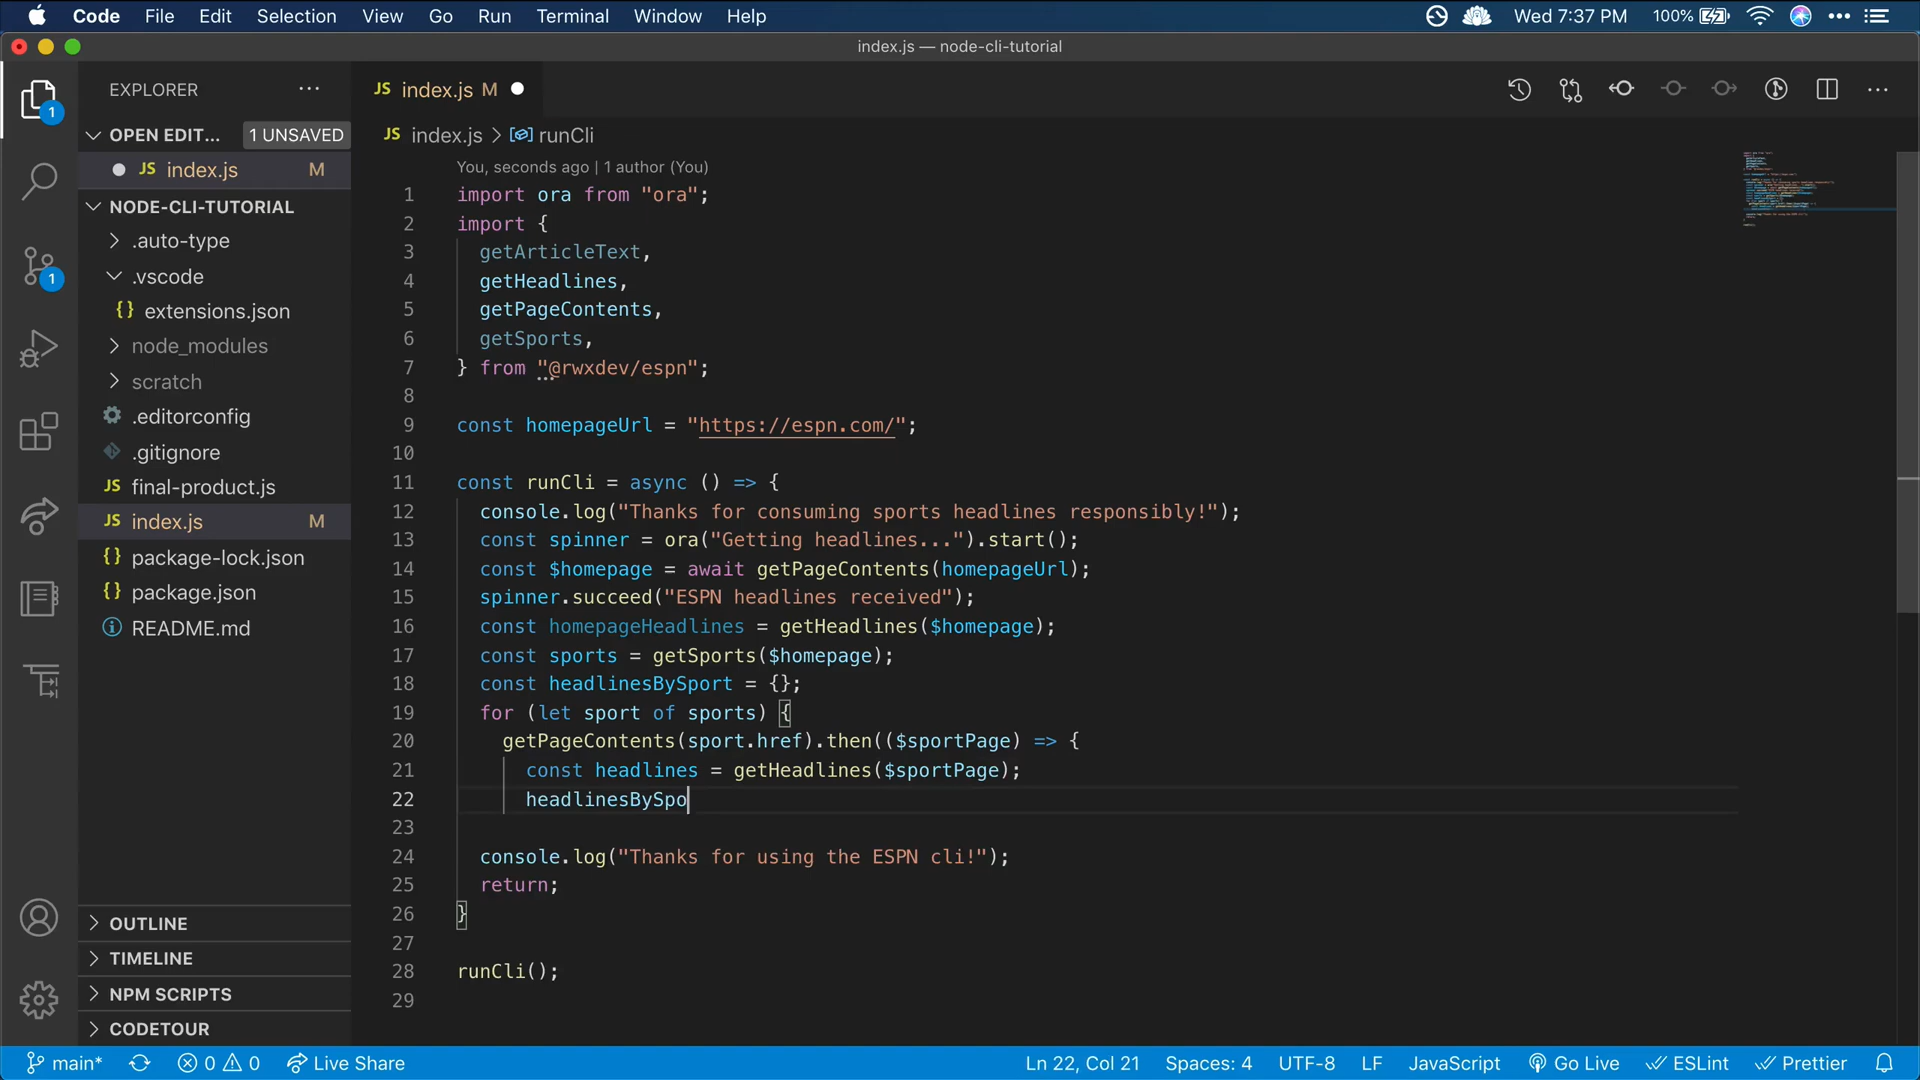 Code File Edit Selection View Go Run Terminal Window Help Wed 7:37 PM 100%
index.js — node-cli-tutorial
EXPLORER
JS index.js M
OPEN EDIT... 1 UNSAVED
JS index.js M
NODE-CLI-TUTORIAL
.auto-type
.vscode
{} extensions.json
node_modules
scratch
.editorconfig
.gitignore
JS final-product.js
JS index.js M
{} package-lock.json
{} package.json
README.md
OUTLINE
TIMELINE
NPM SCRIPTS
CODETOUR
1
1
JS index.js > runCli
You, seconds ago | 1 author (You)
1 import ora from "ora";
2 import {
3 getArticleText,
4 getHeadlines,
5 getPageContents,
6 getSports,
7 } from "@rwxdev/espn";
8
9 const homepageUrl = "https://espn.com/";
10
11 const runCli = async () => {
12 console.log("Thanks for consuming sports headlines responsibly!");
13 const spinner = ora("Getting headlines...").start();
14 const $homepage = await getPageContents(homepageUrl);
15 spinner.succeed("ESPN headlines received");
16 const homepageHeadlines = getHeadlines($homepage);
17 const sports = getSports($homepage);
18 const headlinesBySport = {};
19 for (let sport of sports) {
20 getPageContents(sport.href).then(($sportPage) => {
21 const headlines = getHeadlines($sportPage);
22 headlinesBySpo
23
24 console.log("Thanks for using the ESPN cli!");
25 return;
26 }
27
28 runCli();
29
main* 0 0 Live Share Ln 22, Col 21 Spaces: 4 UTF-8 LF JavaScript Go Live ESLint Prettier